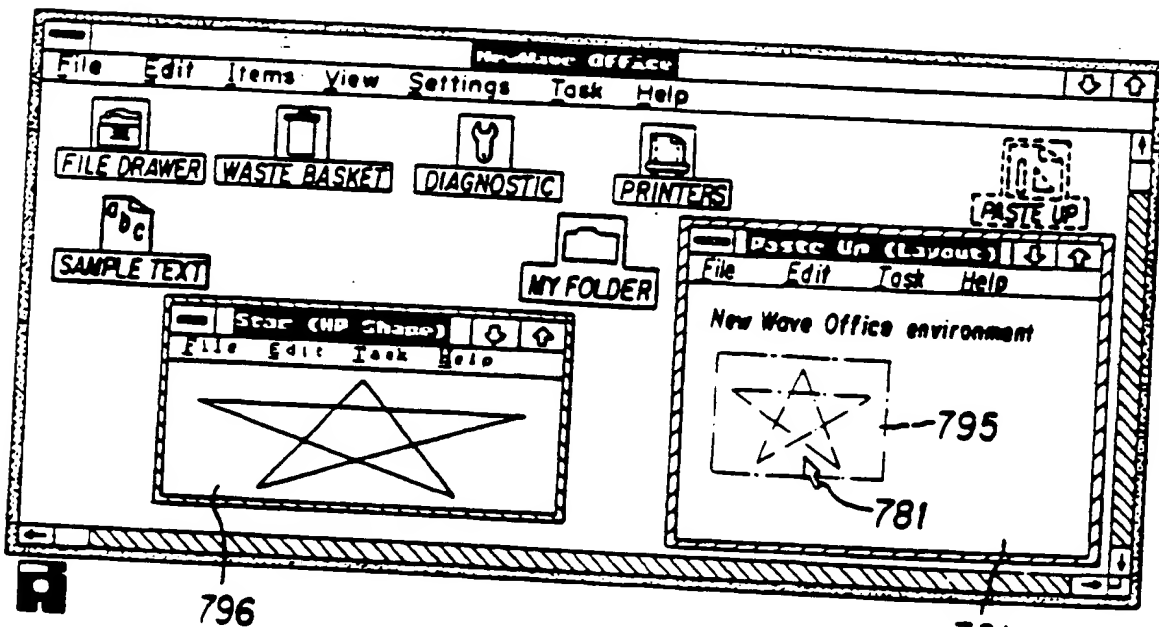 NewWave Office
File Edit Items View Settings Task Help
FILE DRAWER WASTE BASKET DIAGNOSTIC PRINTERS PASTE UP
abc
SAMPLE TEXT MY FOLDER
Paste Up (Layout)
File Edit Task Help
New Wave Office environment
Star (HP Shape)
File Edit Task Help
795
781
796